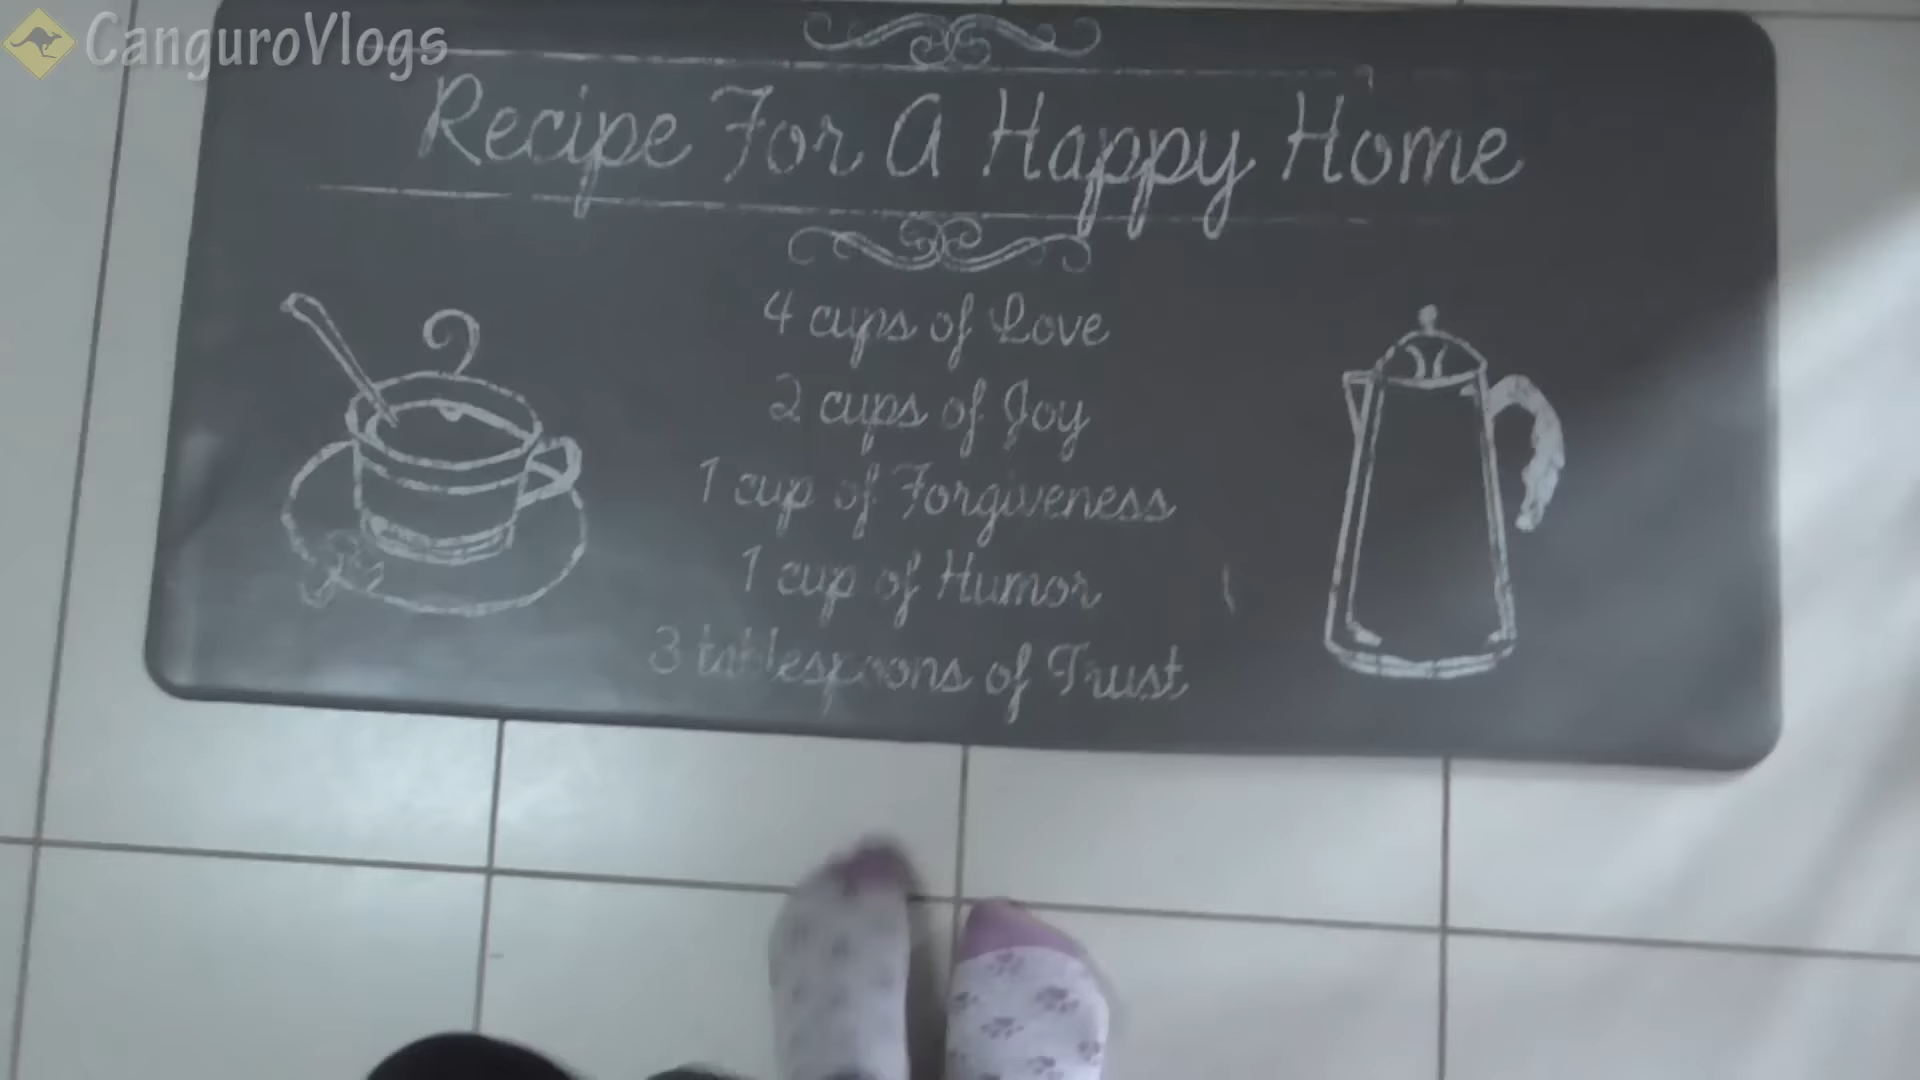 CanguroVlogs
Recipe For A Happy Home
4 cups of Love
2 cups of Joy
1 cup of Forgiveness
1 cup of Humor
3 tablespoons of Trust